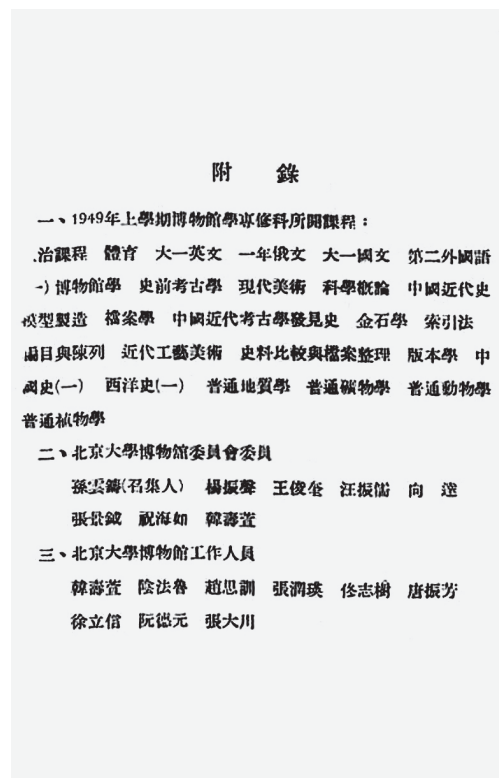 附　錄
一、1949年上學期博物館學專修科所開課程：
治課程　體育　大一英文　一年俄文　大一國文　第二外國語
一)博物館學　史前考古學　現代美術　科學概論　中國近代史
模型製造　檔案學　中國近代考古學發見史　金石學　索引法
目與陳列　近代工藝美術　史料比較與檔案整理　版本學　中
國史(一)　西洋史(一)　普通地質學　普通礦物學　普通動物學
普通植物學
二、北京大學博物館委員會委員
孫雲鑄(召集人)　楊振聲　王俊奎　汪振儒　向　達
張景鉞　祝海如　韓壽萱
三、北京大學博物館工作人員
韓壽萱　陰法魯　趙思訓　張潤瑛　佟志樹　唐振芳
徐立信　阮德元　張大川